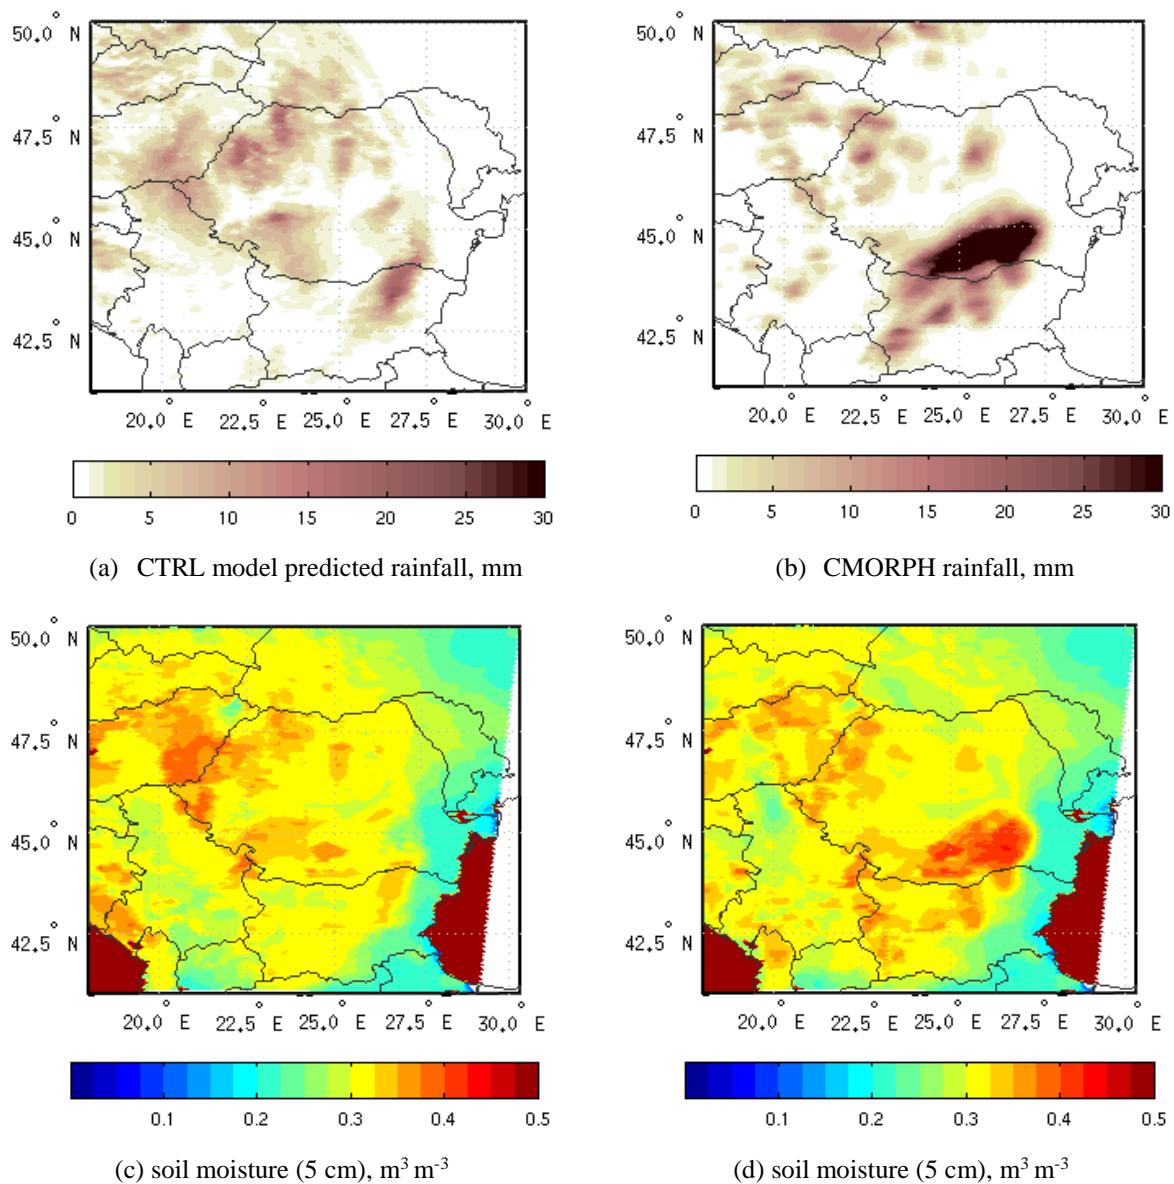 50.0° N
47.5° N
45.0° N
42.5° N
20.0° E 22.5° E 25.0° E 27.5° E 30.0° E
0 5 10 15 20 25 30
(a) CTRL model predicted rainfall, mm
50.0° N
47.5° N
45.0° N
42.5° N
20.0° E 22.5° E 25.0° E 27.5° E 30.0° E
0 5 10 15 20 25 30
(b) CMORPH rainfall, mm
50.0° N
47.5° N
45.0° N
42.5° N
20.0° E 22.5° E 25.0° E 27.5° E 30.0° E
0.1 0.2 0.3 0.4 0.5
(c) soil moisture (5 cm), m³ m⁻³
50.0° N
47.5° N
45.0° N
42.5° N
20.0° E 22.5° E 25.0° E 27.5° E 30.0° E
0.1 0.2 0.3 0.4 0.5
(d) soil moisture (5 cm), m³ m⁻³